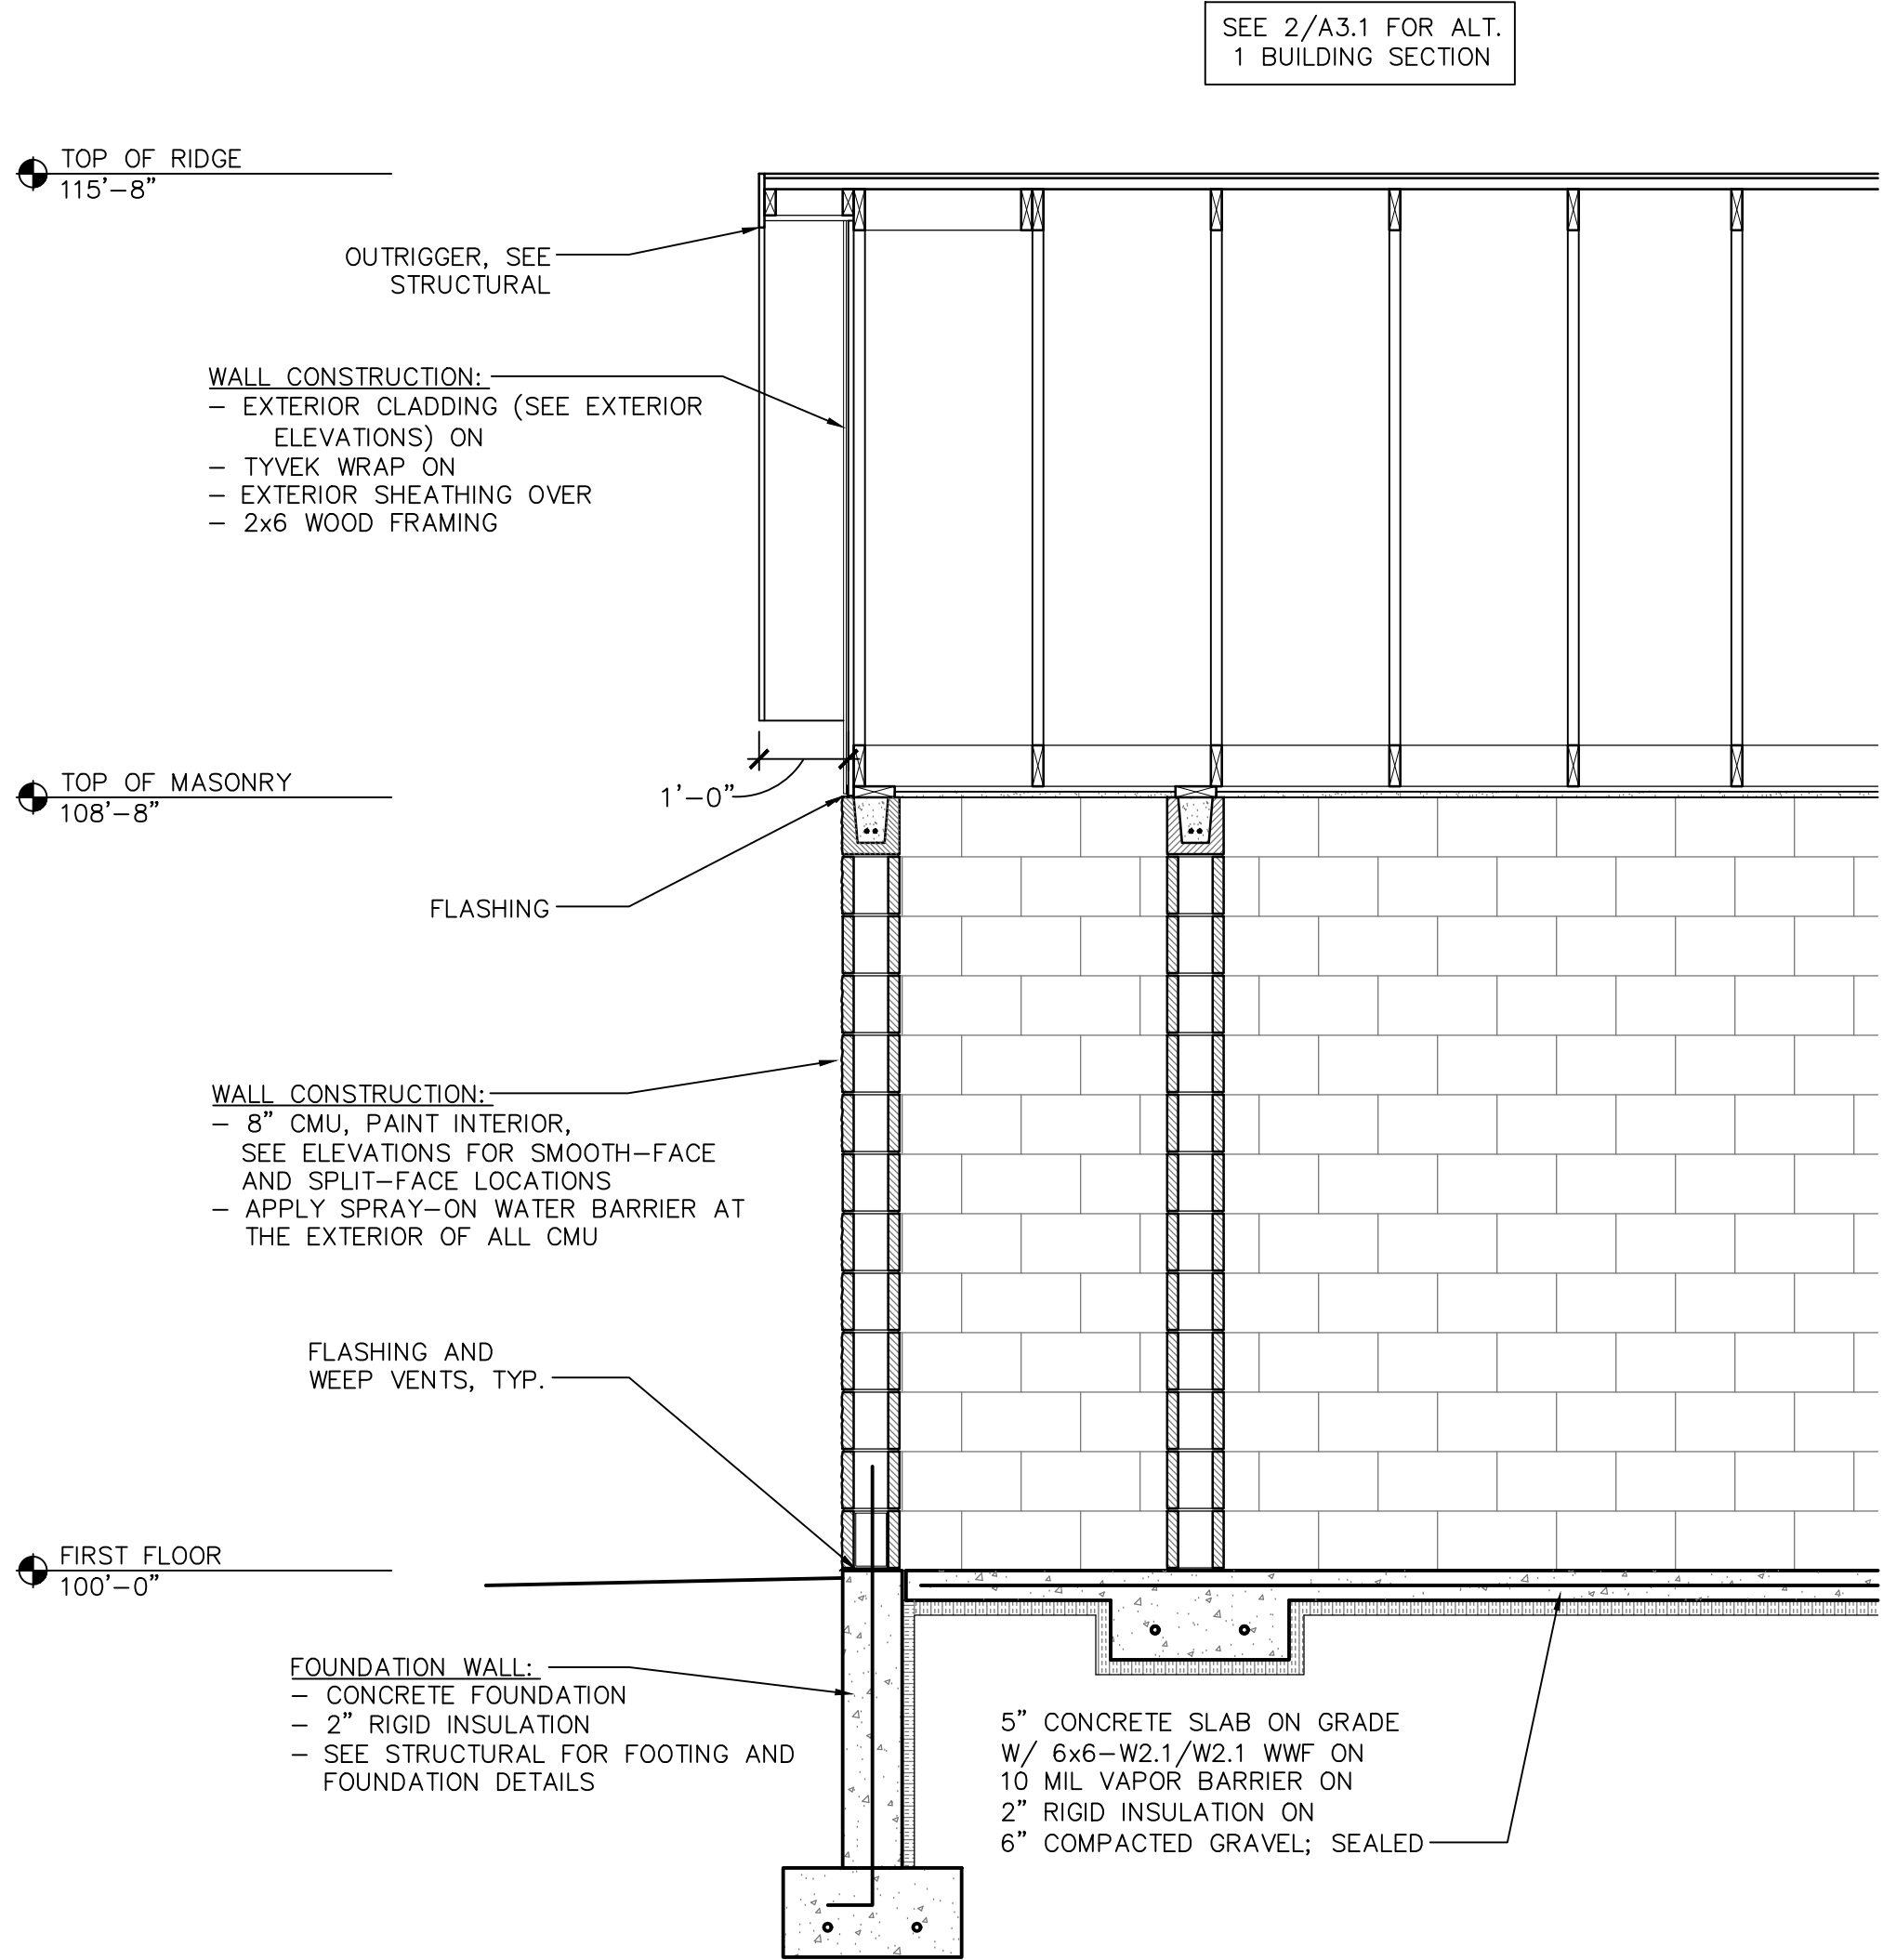 SEE 2/A3.1 FOR ALT.
1 BUILDING SECTION
TOP OF RIDGE
115'-8"
OUTRIGGER, SEE
STRUCTURAL
WALL CONSTRUCTION:
- EXTERIOR CLADDING (SEE EXTERIOR
ELEVATIONS) ON
- TYVEK WRAP ON
- EXTERIOR SHEATHING OVER
- 2x6 WOOD FRAMING
TOP OF MASONRY
108'-8"
1'-0"
FLASHING
WALL CONSTRUCTION:
- 8" CMU, PAINT INTERIOR,
SEE ELEVATIONS FOR SMOOTH-FACE
AND SPLIT-FACE LOCATIONS
- APPLY SPRAY-ON WATER BARRIER AT
THE EXTERIOR OF ALL CMU
FLASHING AND
WEEP VENTS, TYP.
FIRST FLOOR
100'-0"
FOUNDATION WALL:
- CONCRETE FOUNDATION
- 2" RIGID INSULATION
- SEE STRUCTURAL FOR FOOTING AND
FOUNDATION DETAILS
5" CONCRETE SLAB ON GRADE
W/ 6x6-W2.1/W2.1 WWF ON
10 MIL VAPOR BARRIER ON
2" RIGID INSULATION ON
6" COMPACTED GRAVEL; SEALED